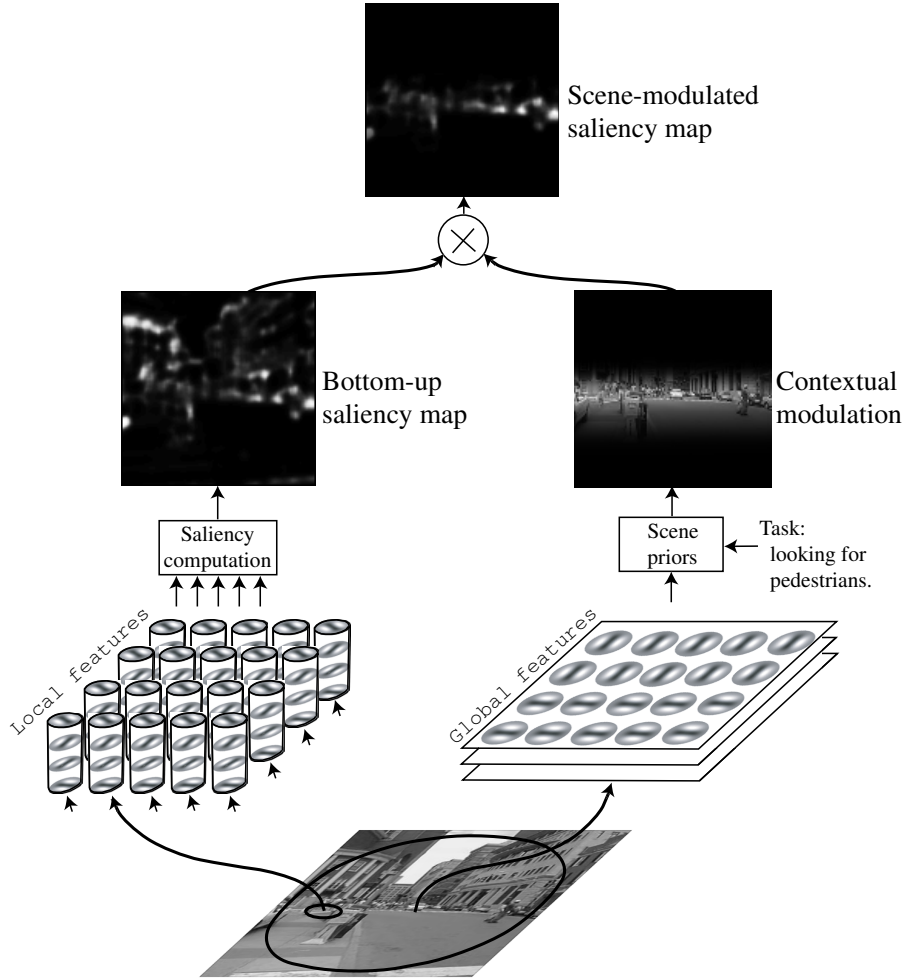 Scene-modulated
saliency map
Bottom-up
saliency map
Contextual
modulation
Saliency
computation
Scene
priors
Task:
looking for
pedestrians.
Local features
Global features